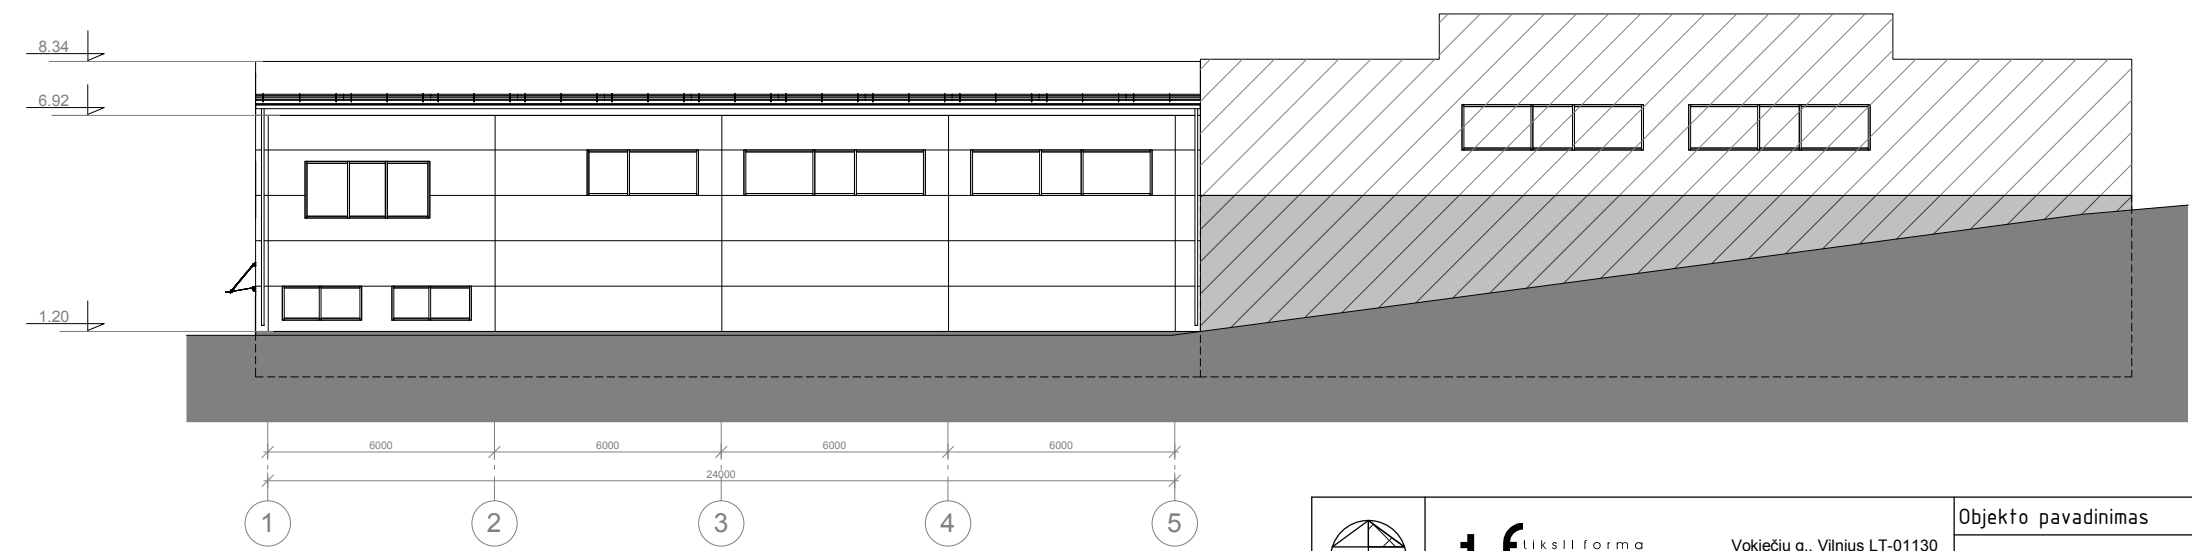 8.34
6.92
1.20
6000 6000 6000 6000
24000
1 2 3 4 5
tiksli forma
Vokiečių g., Vilnius LT-01130
Objekto pavadinimas